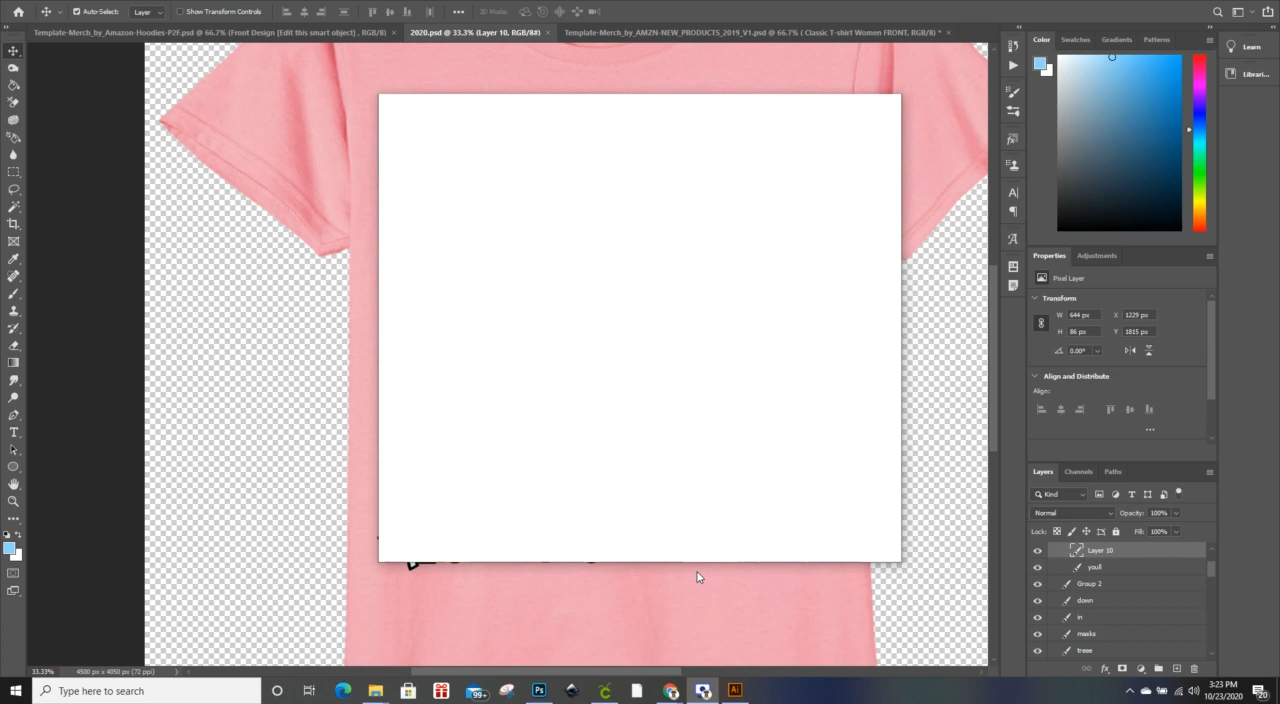 Auto-Select: Layer Show Transform Controls 3D Mode:
Template-Merch_by_Amazon-Hoodies-P2F.psd @ 66.7% (Front Design [Edit this smart object] , RGB/8) × 2020.psd @ 33.3% (Layer 10, RGB/8#) × Template-Merch_by_AMZN-NEW_PRODUCTS_2019_V1.psd @ 66.7% ( Classic T-shirt Women FRONT, RGB/8) * ×
Color Swatches Gradients Patterns
Learn
Librari...
Properties Adjustments
Pixel Layer
Transform
W 644 px X 1229 px
H 86 px Y 1815 px
0.00°
Align and Distribute
Align:
Layers Channels Paths
Kind
Normal Opacity: 100%
Lock: Fill: 100%
Layer 10
youll
Group 2
down
in
masks
treee
33.33% 4500 px x 4050 px (72 ppi)
Type here to search
99+
Ps
Ai
3:23 PM
10/23/2020
20